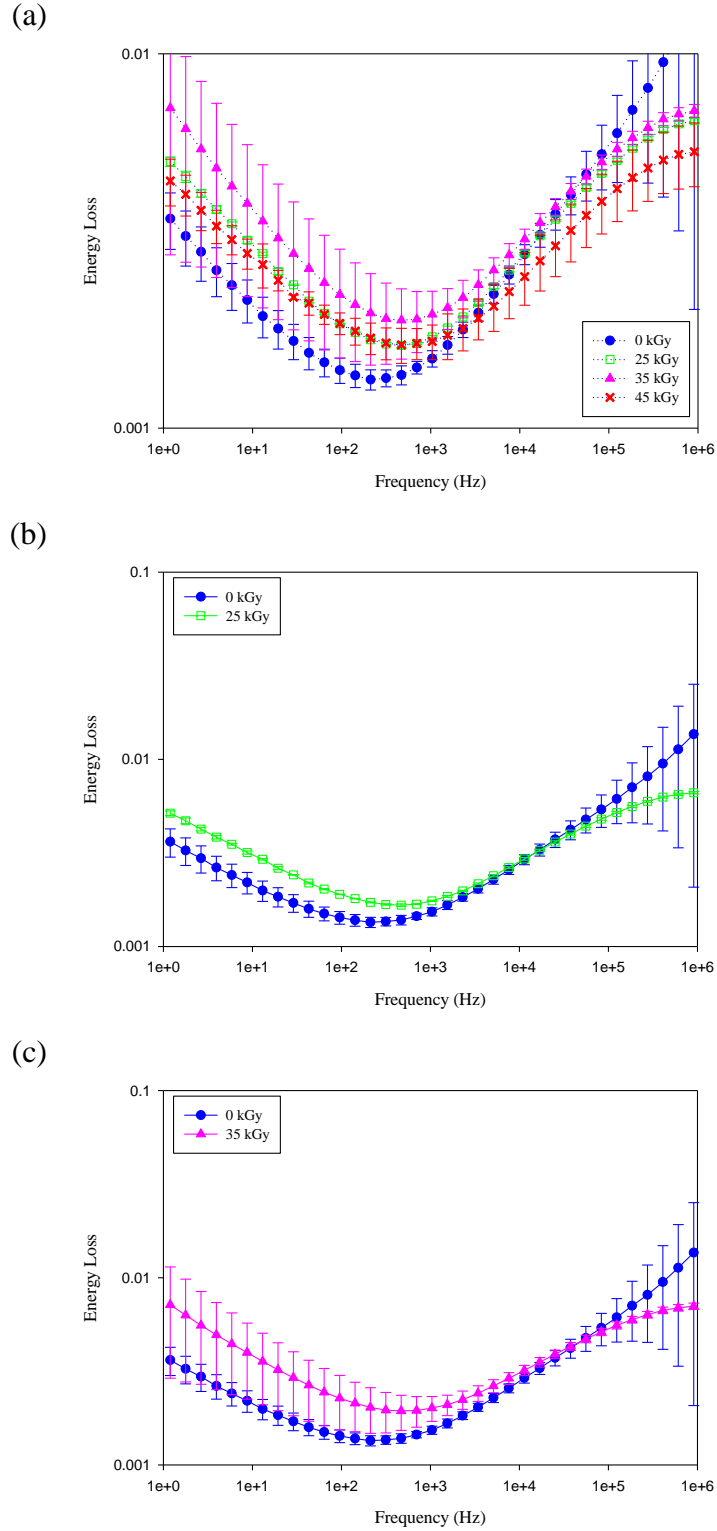 (a)
0.01
Energy Loss
0 kGy
25 kGy
35 kGy
45 kGy
0.001
1e+0 1e+1 1e+2 1e+3 1e+4 1e+5 1e+6
Frequency (Hz)
(b)
0.1
0 kGy
25 kGy
Energy Loss
0.01
0.001
1e+0 1e+1 1e+2 1e+3 1e+4 1e+5 1e+6
Frequency (Hz)
(c)
0.1
0 kGy
35 kGy
Energy Loss
0.01
0.001
1e+0 1e+1 1e+2 1e+3 1e+4 1e+5 1e+6
Frequency (Hz)